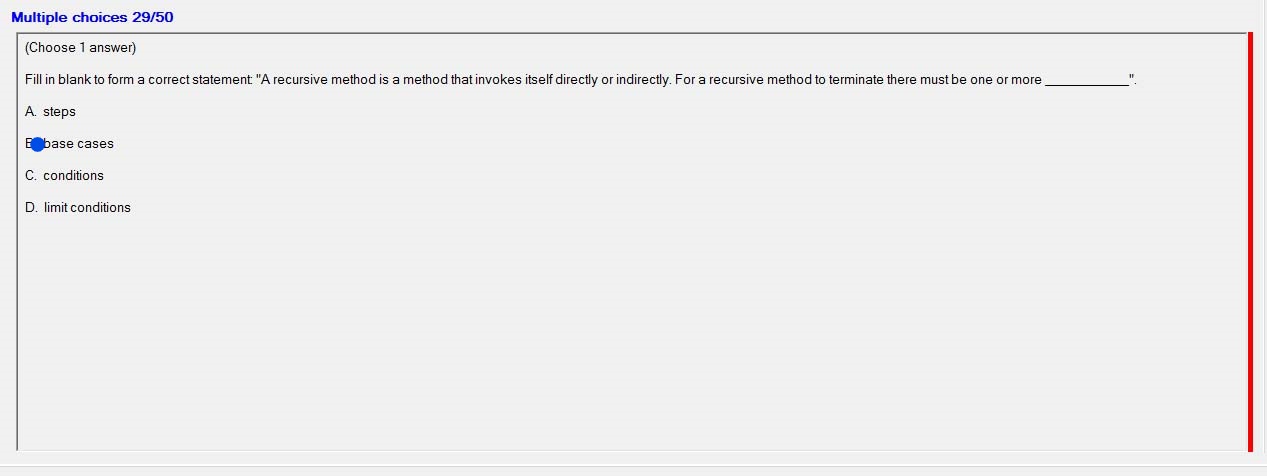 Multiple choices 29/50
(Choose 1 answer)
Fill in blank to form a correct statement: "A recursive method is a method that invokes itself directly or indirectly. For a recursive method to terminate there must be one or more ____________".
A. steps
B. base cases
C. conditions
D. limit conditions